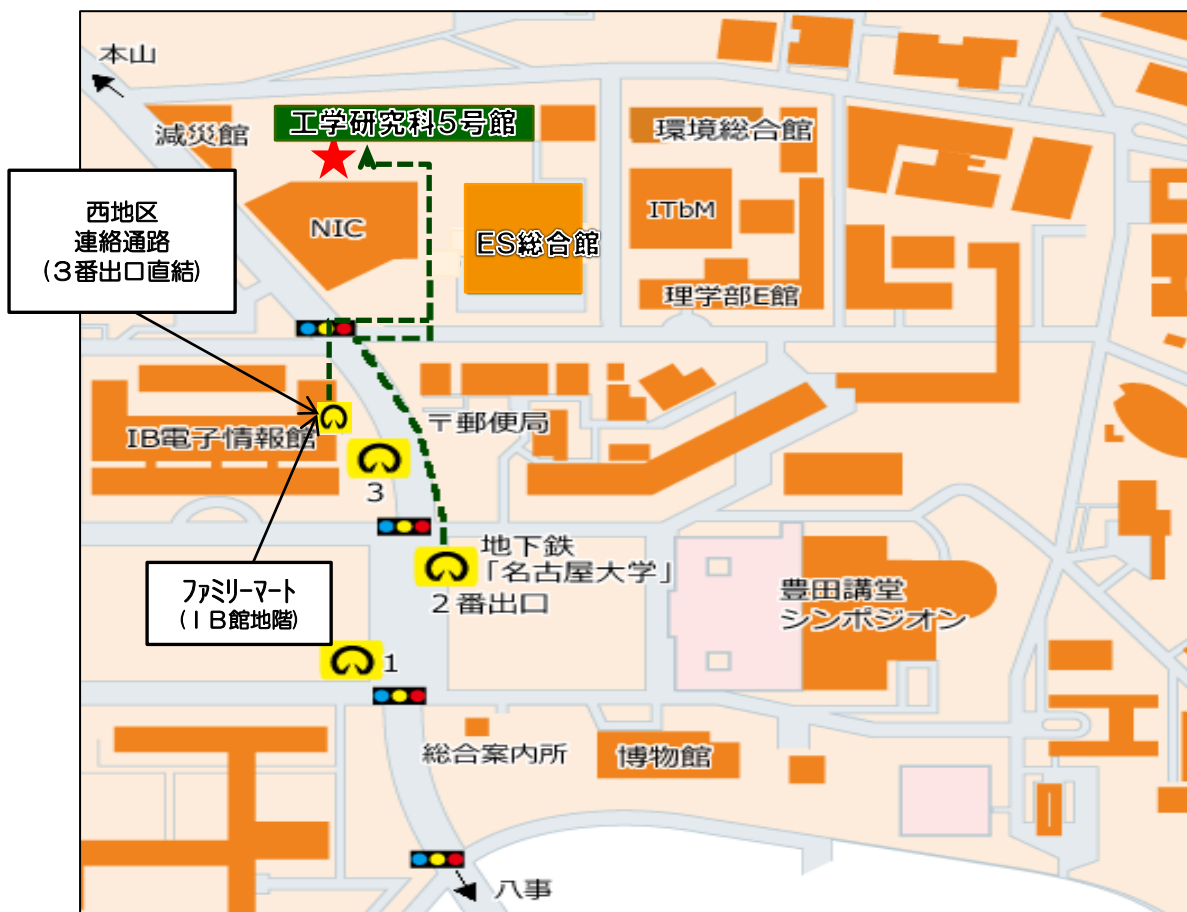 本山
減災館
工学研究科5号館
環境総合館
西地区
連絡通路
(3番出口直結)
NIC
ES総合館
ITbM
理学部E館
IB電子情報館
〒郵便局
3
地下鉄
「名古屋大学」
2番出口
ファミリーマート
(IB館地階)
豊田講堂
シンポジオン
1
総合案内所
博物館
八事